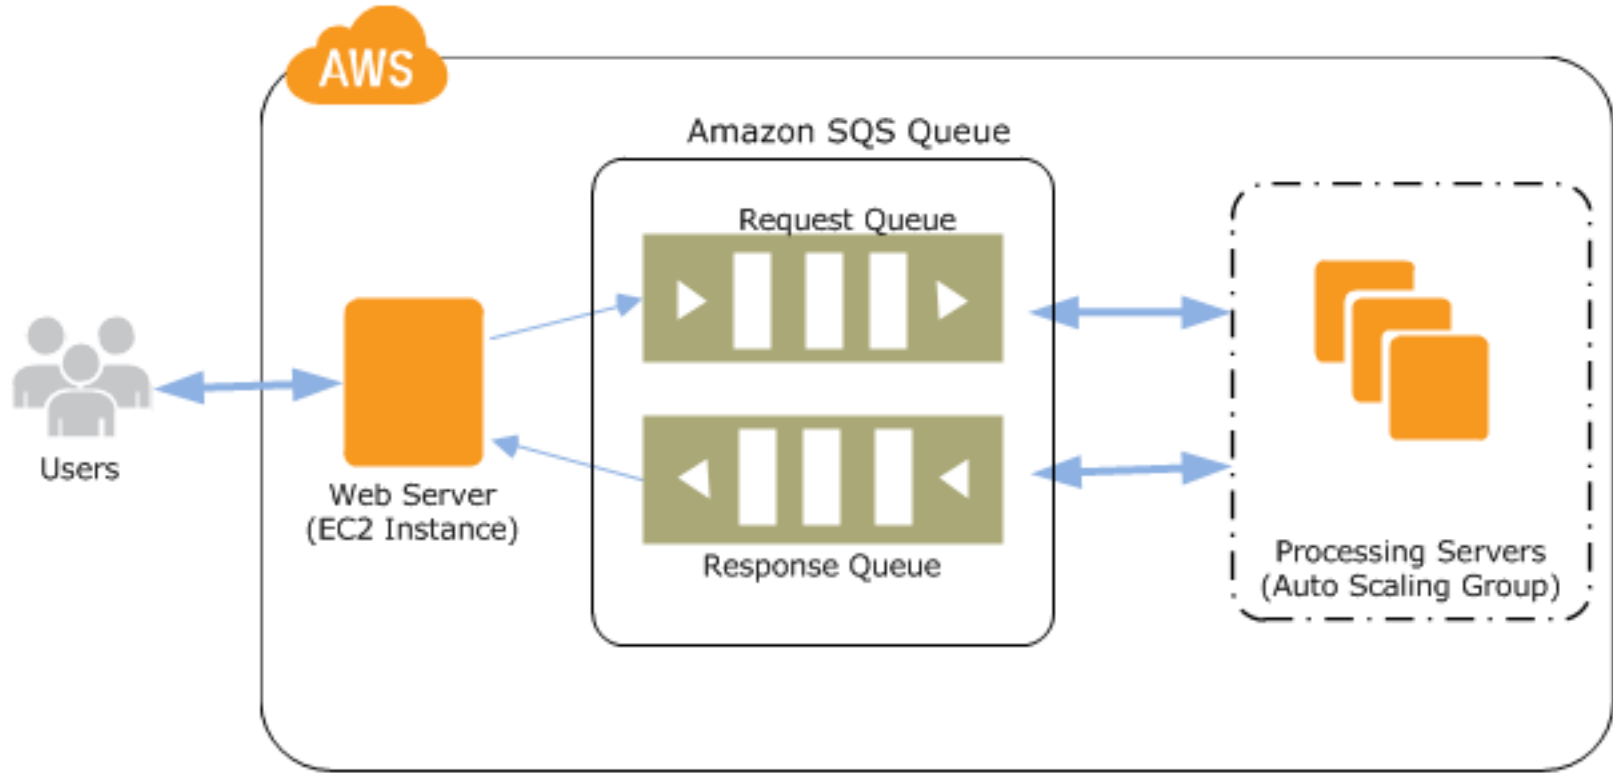 AWS
Amazon SQS Queue
Request Queue
Users
Web Server
(EC2 Instance)
Response Queue
Processing Servers
(Auto Scaling Group)